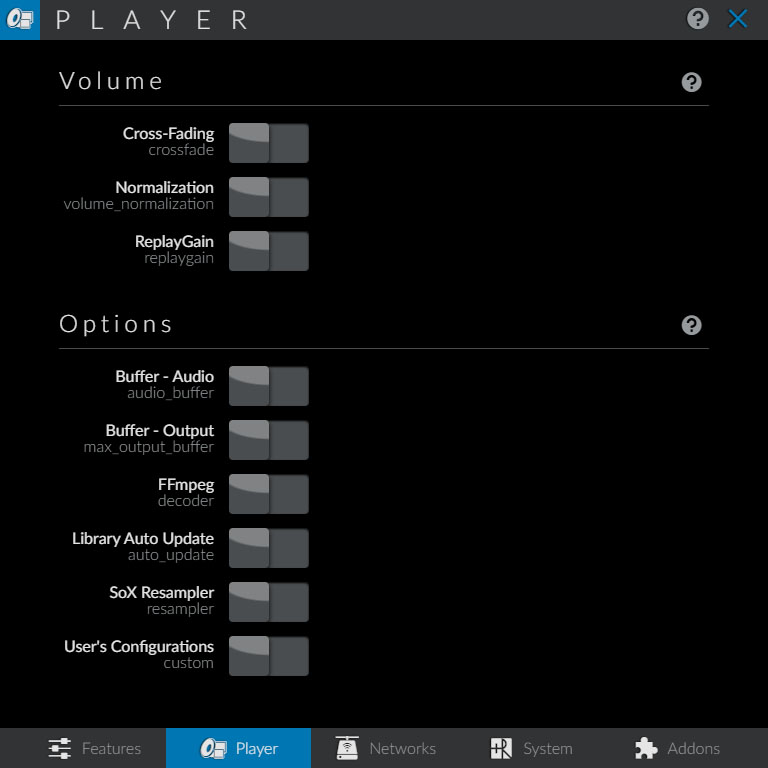 PLAYER
Volume
Cross-Fading
crossfade
Normalization
volume_normalization
ReplayGain
replaygain
Options
Buffer - Audio
audio_buffer
Buffer - Output
max_output_buffer
FFmpeg
decoder
Library Auto Update
auto_update
SoX Resampler
resampler
User's Configurations
custom
Features Player Networks System Addons